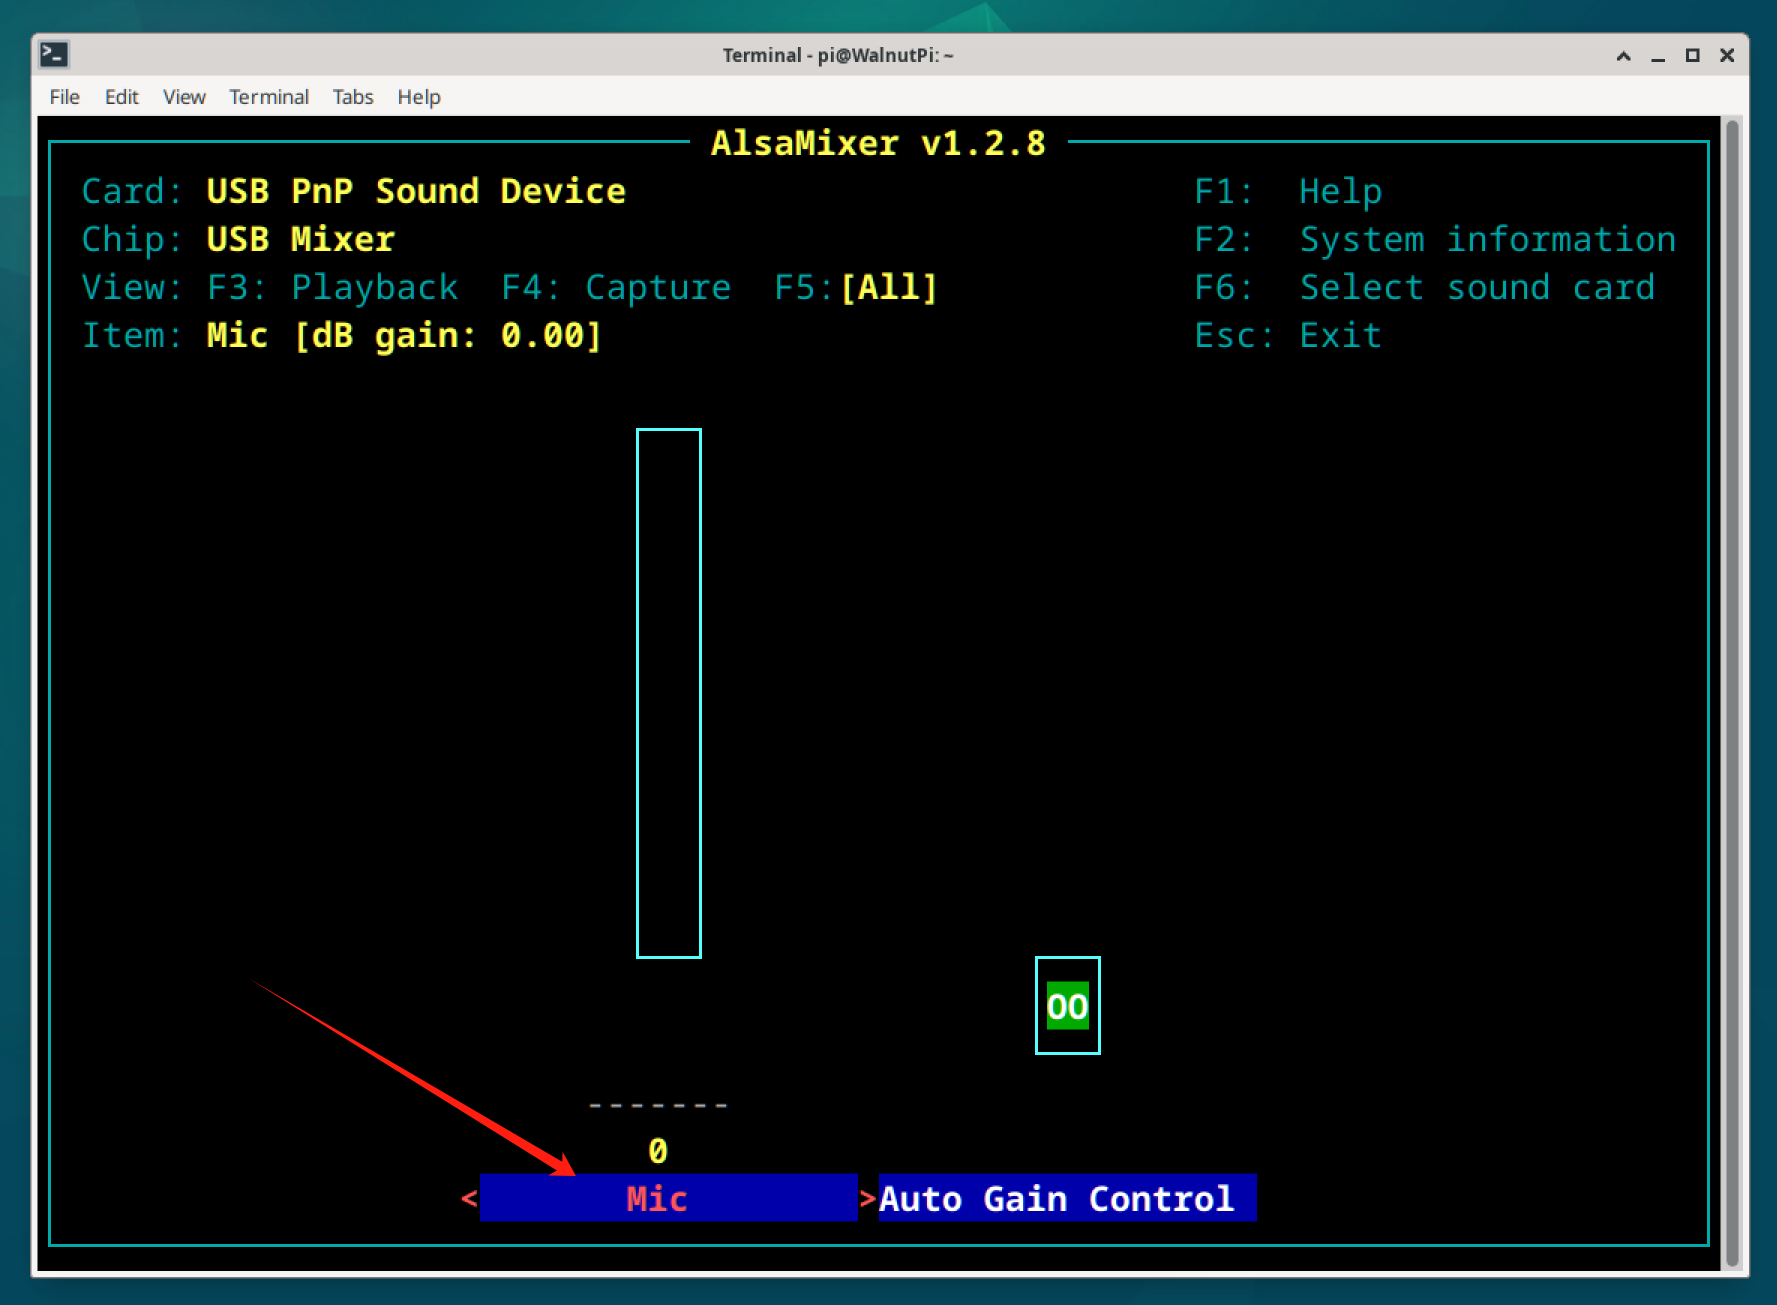 Terminal - pi@WalnutPi: ~
File Edit View Terminal Tabs Help
AlsaMixer v1.2.8
Card: USB PnP Sound Device F1: Help
Chip: USB Mixer F2: System information
View: F3: Playback F4: Capture F5:[All] F6: Select sound card
Item: Mic [dB gain: 0.00] Esc: Exit
OO
-------
0
< Mic >Auto Gain Control